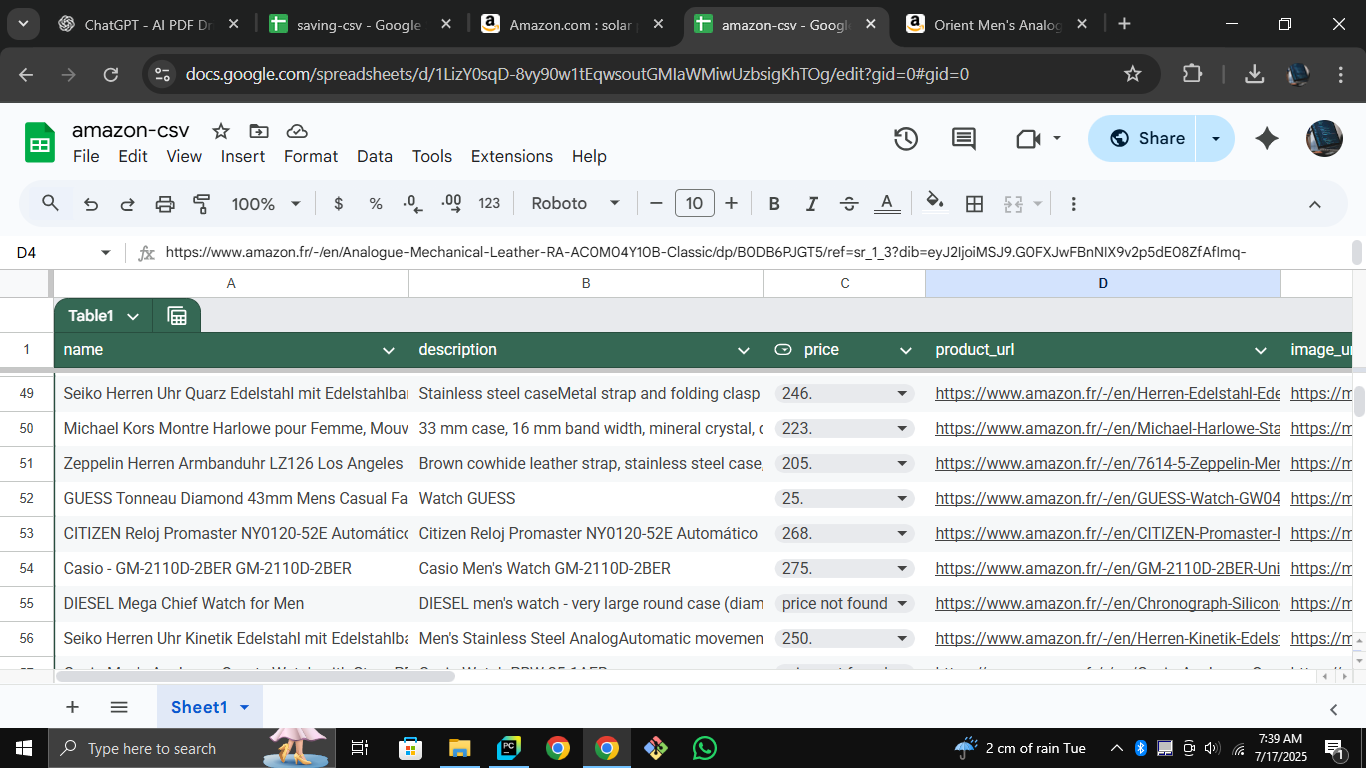 ChatGPT - AI PDF Dr
saving-csv - Google
Amazon.com : solar
amazon-csv - Google
Orient Men's Analog
docs.google.com/spreadsheets/d/1LizY0sqD-8vy90w1tEqwsoutGMIaWMiwUzbsigKhTOg/edit?gid=0#gid=0
amazon-csv
File Edit View Insert Format Data Tools Extensions Help
Share
100% $ % .0 .00 123 Roboto 10 B I S A
D4 fx https://www.amazon.fr/-/en/Analogue-Mechanical-Leather-RA-AC0M04Y10B-Classic/dp/B0DB6PJGT5/ref=sr_1_3?dib=eyJ2IjoiMSJ9.G0FXJwFBnNIX9v2p5dE08ZfAfImq-
A B C D
Table1
1 name description price product_url image_u
49 Seiko Herren Uhr Quarz Edelstahl mit Edelstahlba Stainless steel caseMetal strap and folding clasp 246. https://www.amazon.fr/-/en/Herren-Edelstahl-Ede https://m
50 Michael Kors Montre Harlowe pour Femme, Mouv 33 mm case, 16 mm band width, mineral crystal, 223. https://www.amazon.fr/-/en/Michael-Harlowe-Sta https://m
51 Zeppelin Herren Armbanduhr LZ126 Los Angeles Brown cowhide leather strap, stainless steel case, 205. https://www.amazon.fr/-/en/7614-5-Zeppelin-Mer https://m
52 GUESS Tonneau Diamond 43mm Mens Casual Fa Watch GUESS 25. https://www.amazon.fr/-/en/GUESS-Watch-GW04 https://m
53 CITIZEN Reloj Promaster NY0120-52E Automático Citizen Reloj Promaster NY0120-52E Automático 268. https://www.amazon.fr/-/en/CITIZEN-Promaster- https://m
54 Casio - GM-2110D-2BER GM-2110D-2BER Casio Men's Watch GM-2110D-2BER 275. https://www.amazon.fr/-/en/GM-2110D-2BER-Uni https://m
55 DIESEL Mega Chief Watch for Men DIESEL men's watch - very large round case (diam price not found https://www.amazon.fr/-/en/Chronograph-Silicon https://m
56 Seiko Herren Uhr Kinetik Edelstahl mit Edelstahlba Men's Stainless Steel AnalogAutomatic movemen 250. https://www.amazon.fr/-/en/Herren-Kinetik-Edels https://m
Sheet1
Type here to search
PC
2 cm of rain Tue
7:39 AM
7/17/2025
1